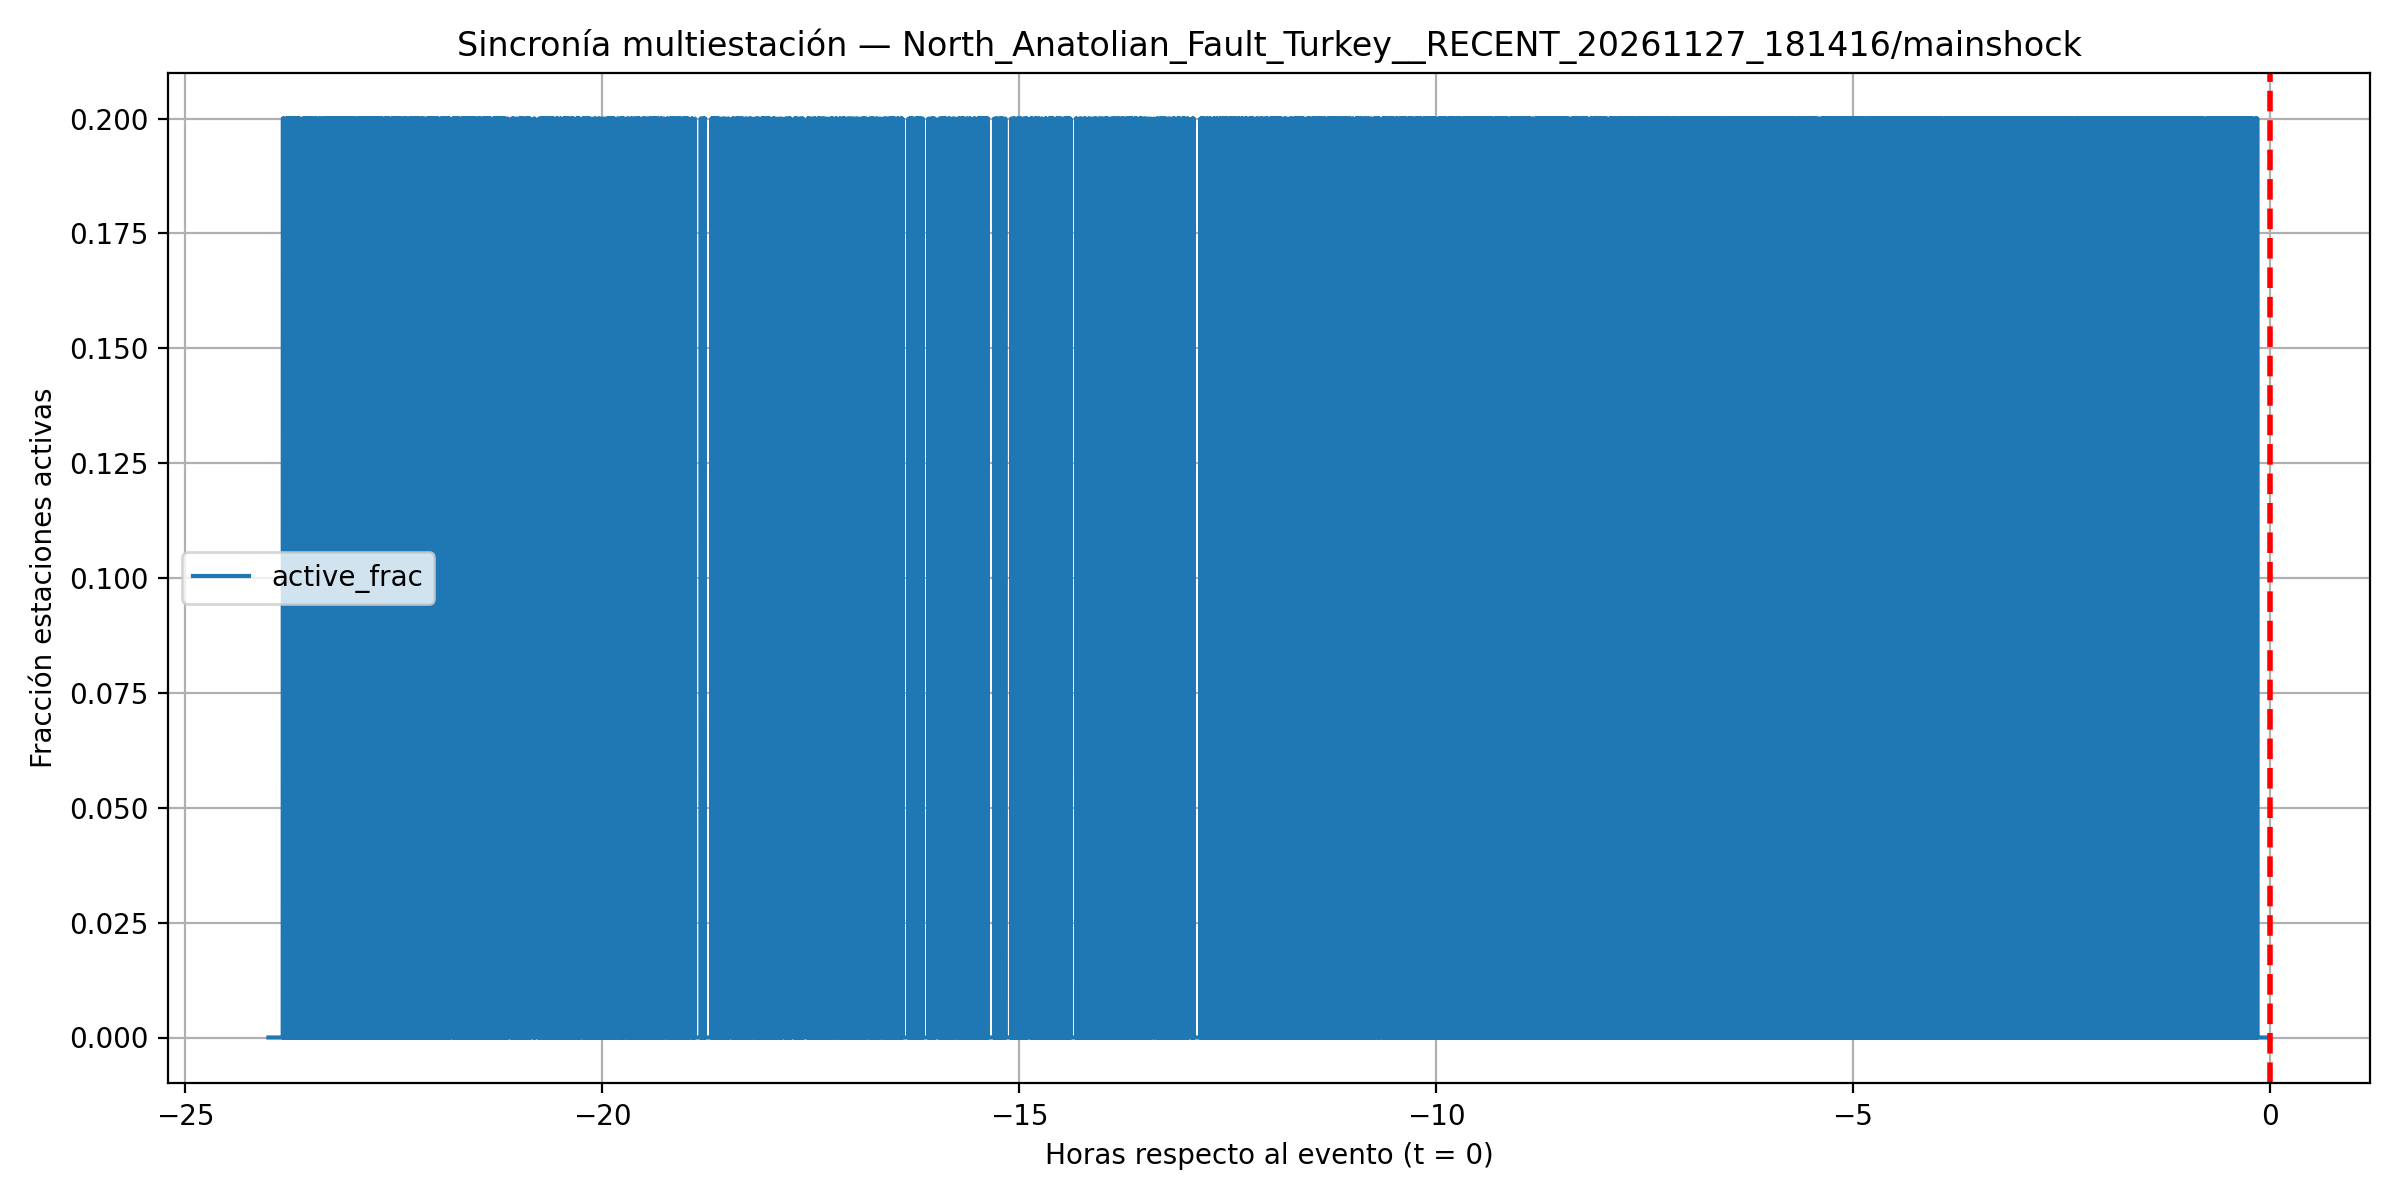 Sincronía multiestación — North_Anatolian_Fault_Turkey__RECENT_20261127_181416/mainshock
Fracción estaciones activas
0.200
0.175
0.150
0.125
0.100
0.075
0.050
0.025
0.000
active_frac
−25 −20 −15 −10 −5 0
Horas respecto al evento (t = 0)